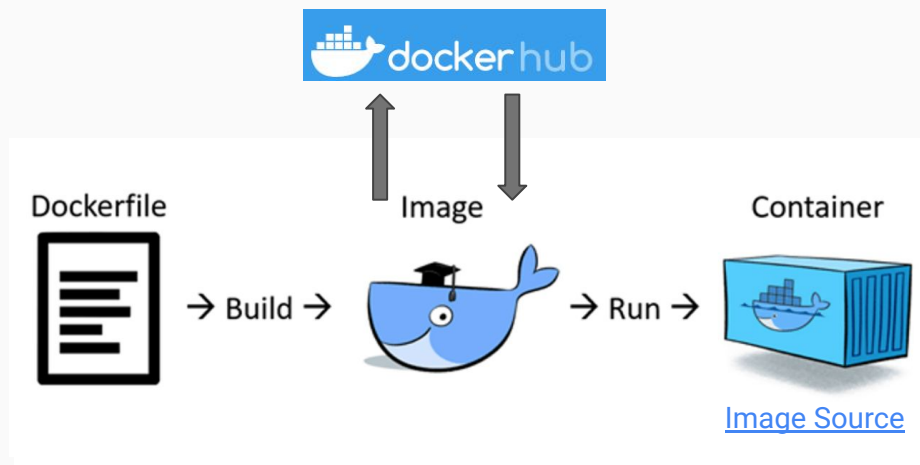 dockerhub
Dockerfile
Image
Container
→ Build →
→ Run →
Image Source